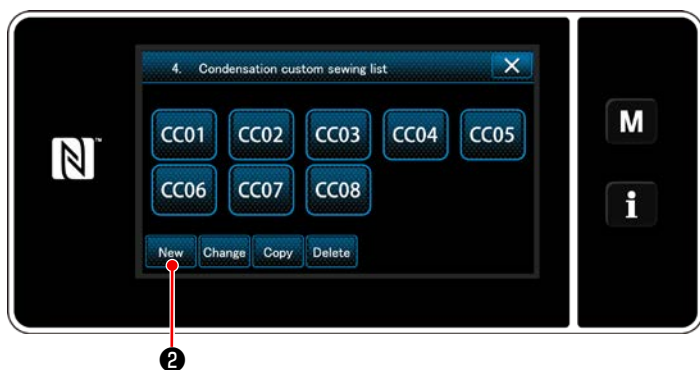 4. Condensation custom sewing list
CC01 CC02 CC03 CC04 CC05
M
CC06 CC07 CC08
i
New Change Copy Delete
❷